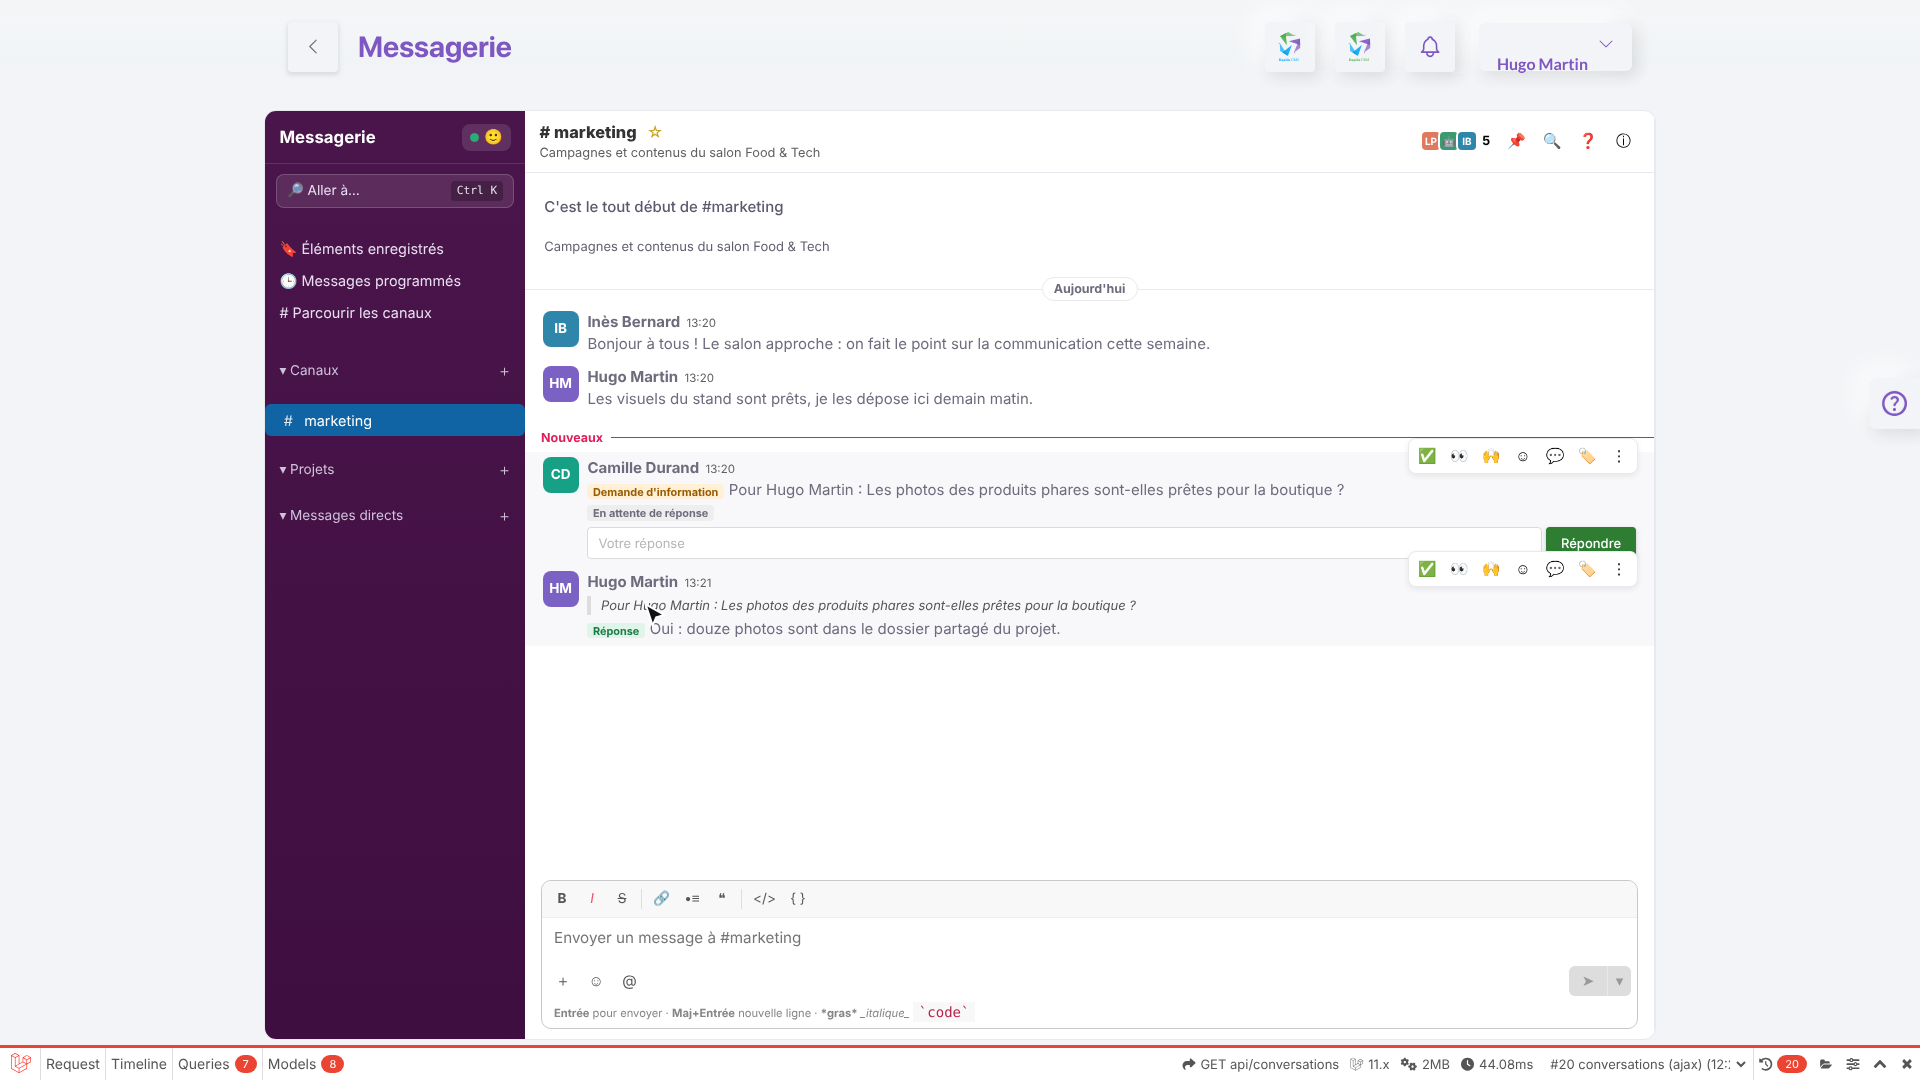 Messagerie
Hugo Martin
Messagerie
Aller à...
Ctrl K
Éléments enregistrés
Messages programmés
# Parcourir les canaux
▾ Canaux +
# marketing
▾ Projets +
▾ Messages directs +
# marketing ☆
LP IB 5
Campagnes et contenus du salon Food & Tech
C'est le tout début de #marketing
Campagnes et contenus du salon Food & Tech
Aujourd'hui
IB Inès Bernard 13:20
Bonjour à tous ! Le salon approche : on fait le point sur la communication cette semaine.
HM Hugo Martin 13:20
Les visuels du stand sont prêts, je les dépose ici demain matin.
Nouveaux
CD Camille Durand 13:20
Demande d'information Pour Hugo Martin : Les photos des produits phares sont-elles prêtes pour la boutique ?
En attente de réponse
Votre réponse
Répondre
HM Hugo Martin 13:21
Pour Hugo Martin : Les photos des produits phares sont-elles prêtes pour la boutique ?
Réponse Oui : douze photos sont dans le dossier partagé du projet.
B I S </> { }
Envoyer un message à #marketing
+ @
Entrée pour envoyer · Maj+Entrée nouvelle ligne · *gras* _italique_ `code`
Request Timeline Queries 7 Models 8
GET api/conversations 11.x 2MB 44.08ms #20 conversations (ajax) (12: 20